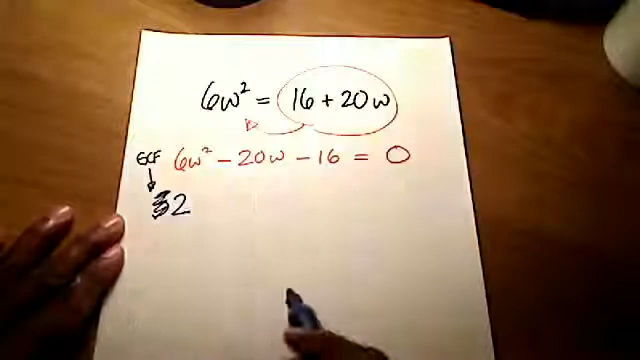 6w² = 16 + 20w
GCF 6w² - 20w - 16 = 0
2